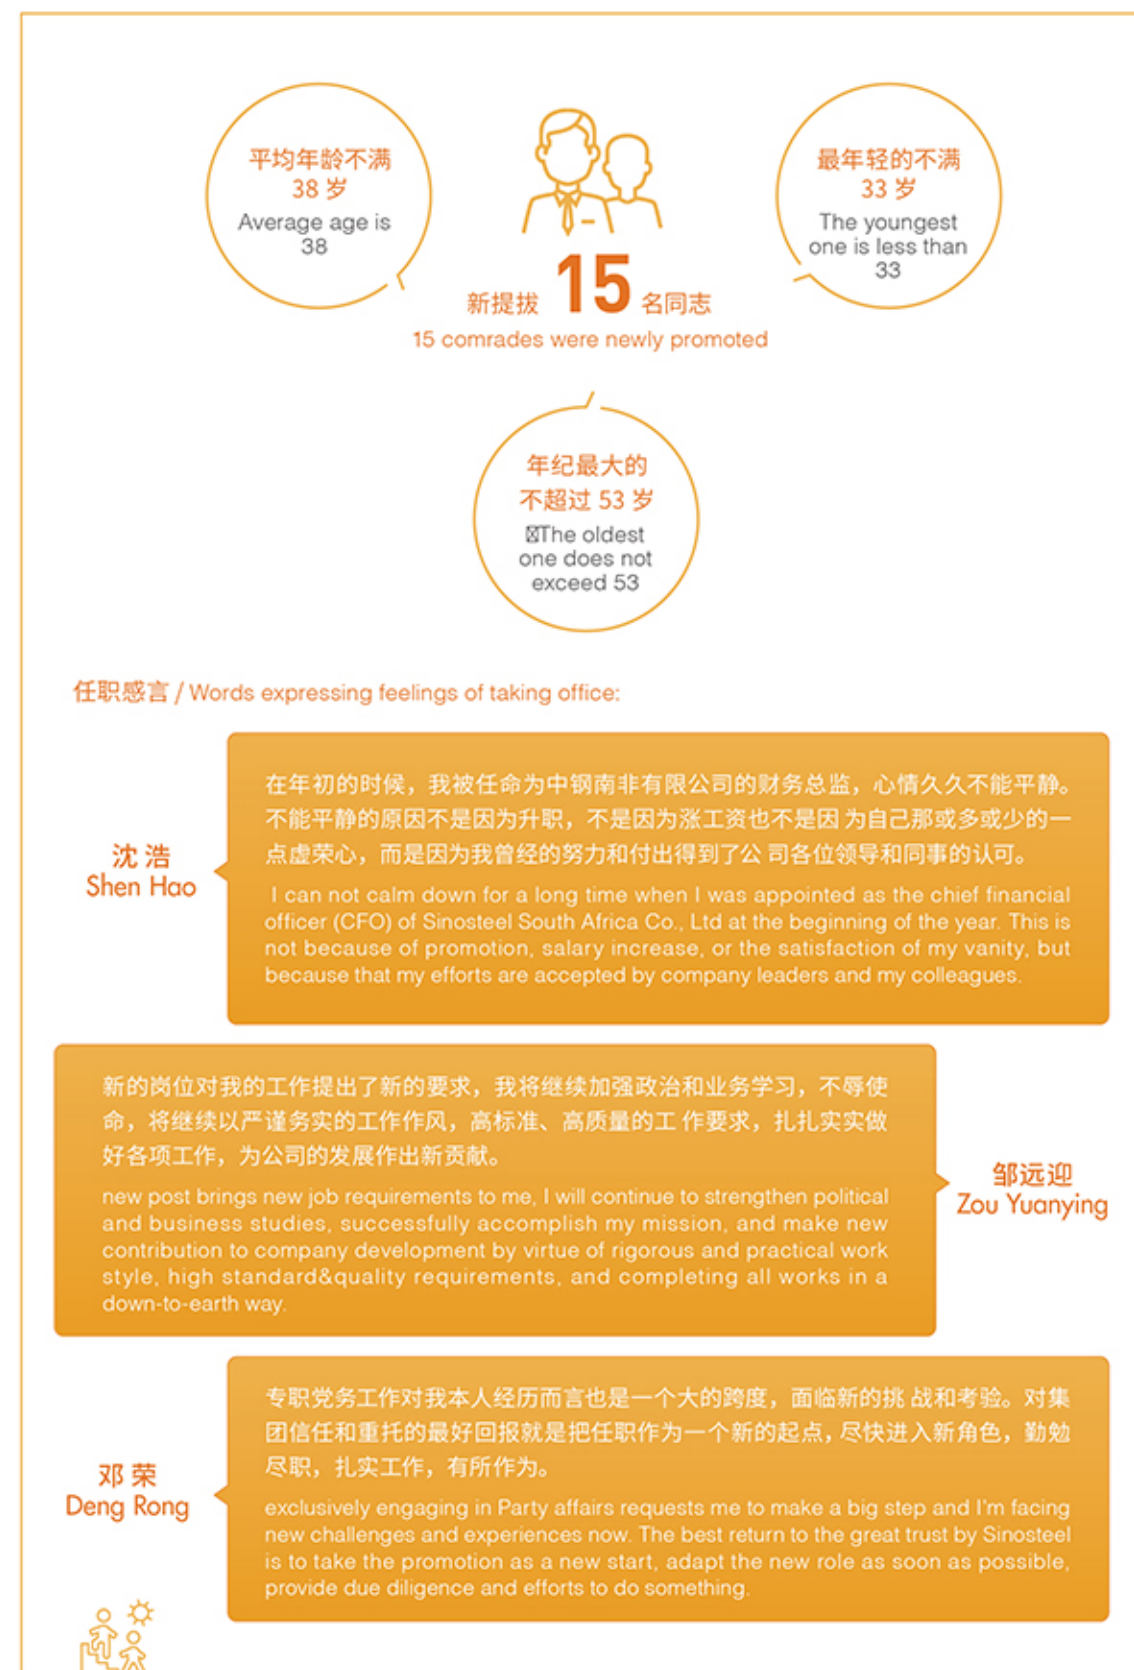 平均年龄不满
38 岁
Average age is
38
最年轻的不满
33 岁
The youngest
one is less than
33
新提拔 15 名同志
15 comrades were newly promoted
年纪最大的
不超过 53 岁
The oldest
one does not
exceed 53
任职感言 / Words expressing feelings of taking office:
沈 浩
Shen Hao
在年初的时候，我被任命为中钢南非有限公司的财务总监，心情久久不能平静。
不能平静的原因不是因为升职，不是因为涨工资也不是因 为自己那或多或少的一
点虚荣心，而是因为我曾经的努力和付出得到了公 司各位领导和同事的认可。
I can not calm down for a long time when I was appointed as the chief financial
officer (CFO) of Sinosteel South Africa Co., Ltd at the beginning of the year. This is
not because of promotion, salary increase, or the satisfaction of my vanity, but
because that my efforts are accepted by company leaders and my colleagues.
新的岗位对我的工作提出了新的要求，我将继续加强政治和业务学习，不辱使
命，将继续以严谨务实的工作作风，高标准、高质量的工 作要求，扎扎实实做
好各项工作，为公司的发展作出新贡献。
new post brings new job requirements to me, I will continue to strengthen political
and business studies, successfully accomplish my mission, and make new
contribution to company development by virtue of rigorous and practical work
style, high standard&quality requirements, and completing all works in a
down-to-earth way.
邹远迎
Zou Yuanying
邓 荣
Deng Rong
专职党务工作对我本人经历而言也是一个大的跨度，面临新的挑 战和考验。对集
团信任和重托的最好回报就是把任职作为一个新的起点，尽快进入新角色，勤勉
尽职，扎实工作，有所作为。
exclusively engaging in Party affairs requests me to make a big step and I'm facing
new challenges and experiences now. The best return to the great trust by Sinosteel
is to take the promotion as a new start, adapt the new role as soon as possible,
provide due diligence and efforts to do something.